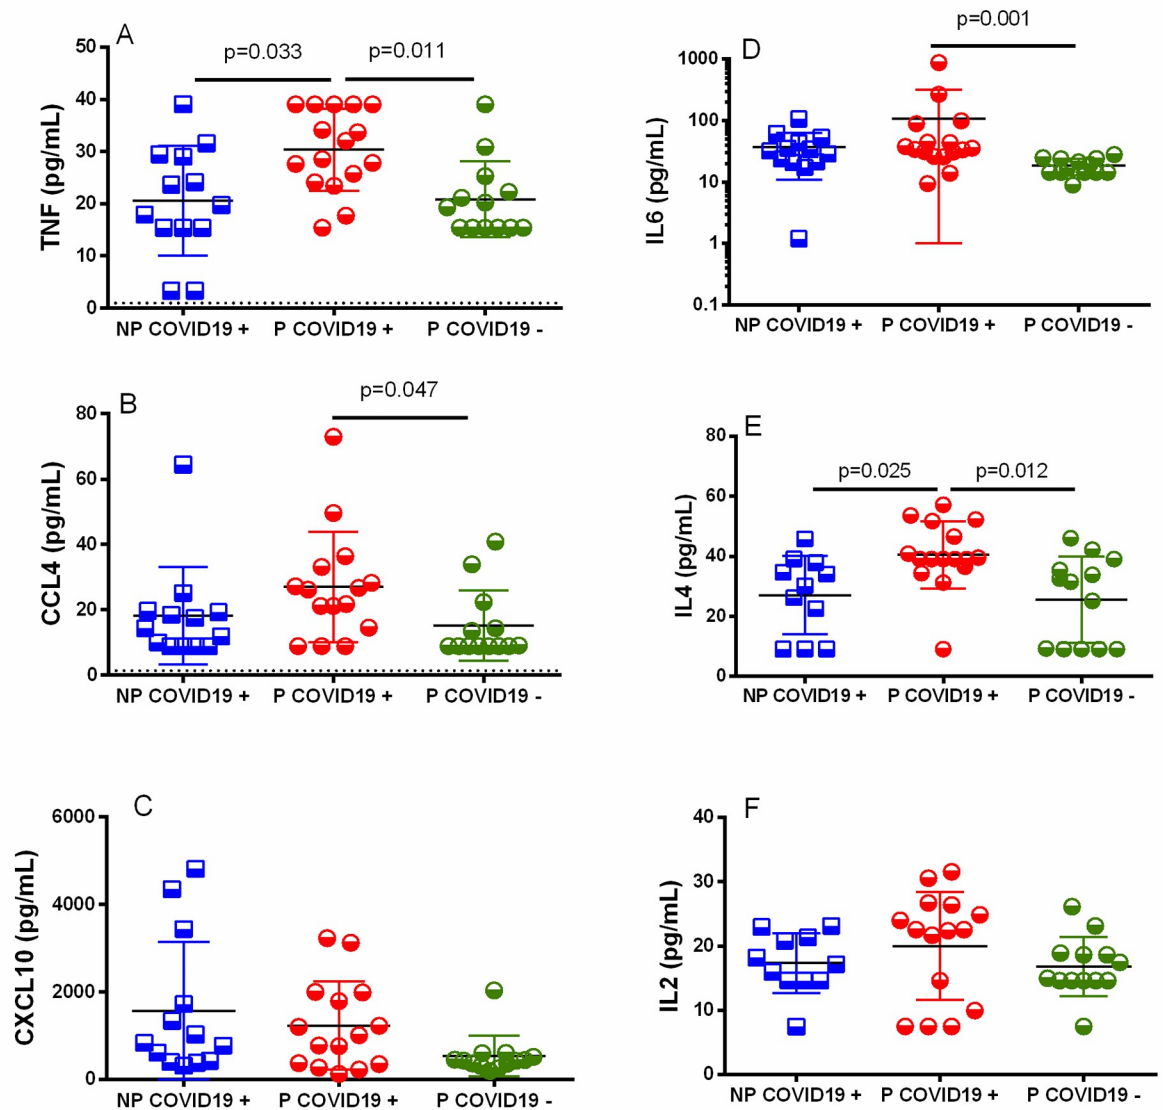 A
p=0.033
p=0.011
TNF (pg/mL)
50
40
30
20
10
0
NP COVID19 +
P COVID19 +
P COVID19 -
D
p=0.001
IL6 (pg/mL)
1000
100
10
1
0.1
NP COVID19 +
P COVID19 +
P COVID19 -
B
p=0.047
CCL4 (pg/mL)
80
60
40
20
0
NP COVID19 +
P COVID19 +
P COVID19 -
E
p=0.025
p=0.012
IL4 (pg/mL)
80
60
40
20
0
NP COVID19 +
P COVID19 +
P COVID19 -
C
CXCL10 (pg/mL)
6000
4000
2000
0
NP COVID19 +
P COVID19 +
P COVID19 -
F
IL2 (pg/mL)
40
30
20
10
0
NP COVID19 +
P COVID19 +
P COVID19 -